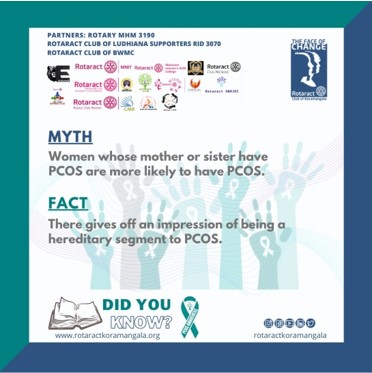 PARTNERS: ROTARY MHM 3190
ROTARACT CLUB OF LUDHIANA SUPPORTERS RID 3070
ROTARACT CLUB OF BWMC
THE FACE OF
CHANGE
Rotaract
Club of Koramangala
Rotaract
Rotaract
Rotaract
Rotaract
Rotaract
MYTH
Women whose mother or sister have
PCOS are more likely to have PCOS.
FACT
There gives off an impression of being a
hereditary segment to PCOS.
DID YOU
KNOW?
www.rotaractkoramangala.org
rotaractkoramangala